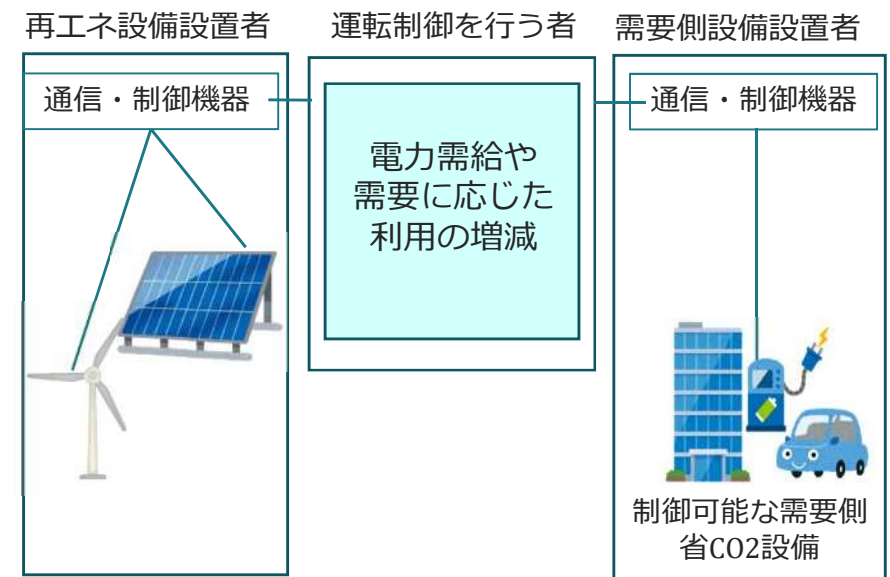 再エネ設備設置者
運転制御を行う者
需要側設備設置者
通信・制御機器
電力需給や
需要に応じた
利用の増減
通信・制御機器
制御可能な需要側
省CO2設備